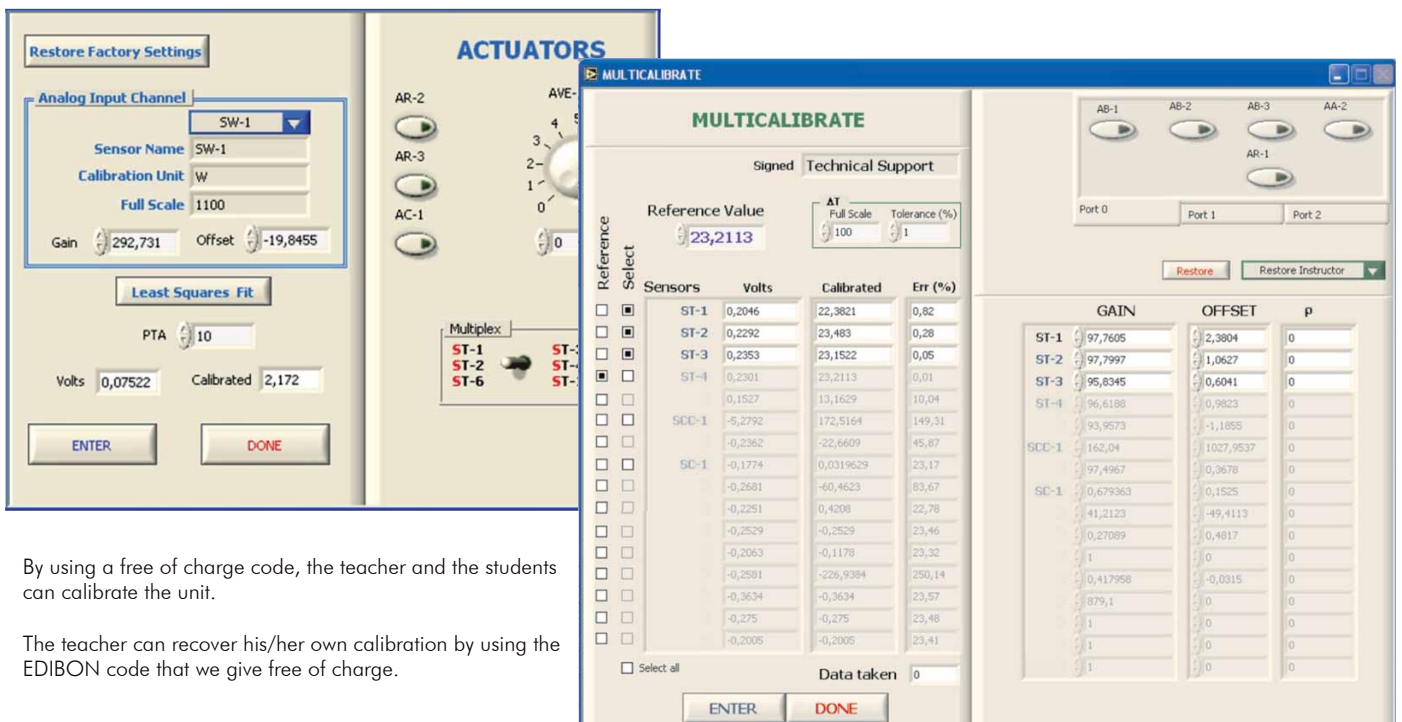 Restore Factory Settings
Analog Input Channel
SW-1
Sensor Name SW-1
Calibration Unit W
Full Scale 1100
Gain 292,731 Offset -19,8455
Least Squares Fit
PTA 10
Volts 0,07522 Calibrated 2,172
ENTER DONE
ACTUATORS
AR-2
AVE-
AR-3
4
3
2
1
0
AC-1
0
Multiplex
ST-1
ST-2
ST-6
MULTICALIBRATE
MULTICALIBRATE
Signed Technical Support
Reference
Select
Reference Value
23,2113
ΔT
Full Scale Tolerance (%)
100 1
Sensors Volts Calibrated Err (%)
ST-1 0,2046 22,3821 0,82
ST-2 0,2292 23,483 0,28
ST-3 0,2353 23,1522 0,05
ST-4 0,2301 23,2113 0,01
0,1527 13,1629 10,04
SCC-1 -5,2792 172,5164 149,31
-0,2362 -22,6609 45,87
SC-1 -0,1774 0,0319629 23,17
-0,2681 -60,4623 83,67
-0,2251 0,4208 22,78
-0,2529 -0,2529 23,46
-0,2063 -0,1178 23,32
-0,2581 -226,9384 250,14
-0,3634 -0,3634 23,57
-0,275 -0,275 23,48
-0,2005 -0,2005 23,41
Select all
Data taken 0
ENTER DONE
AB-1 AB-2 AB-3 AA-2
AR-1
Port 0 Port 1 Port 2
Restore Restore Instructor
GAIN OFFSET ρ
ST-1 97,7605 2,3804 0
ST-2 97,7997 1,0627 0
ST-3 95,8345 0,6041 0
ST-4 96,6188 0,9823 0
93,9573 -1,1855 0
SCC-1 162,04 1027,9537 0
97,4967 0,3678 0
SC-1 0,679363 0,1525 0
41,2123 -49,4113 0
0,27089 0,4817 0
1 0 0
0,417958 -0,0315 0
879,1 0 0
1 0 0
1 0 0
1 0 0
By using a free of charge code, the teacher and the students
can calibrate the unit.
The teacher can recover his/her own calibration by using the
EDIBON code that we give free of charge.